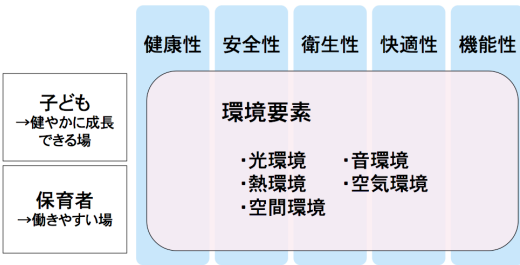 健康性 安全性 衛生性 快適性 機能性
子ども
→健やかに成長
できる場
保育者
→働きやすい場
環境要素
・光環境 ・音環境
・熱環境 ・空気環境
・空間環境